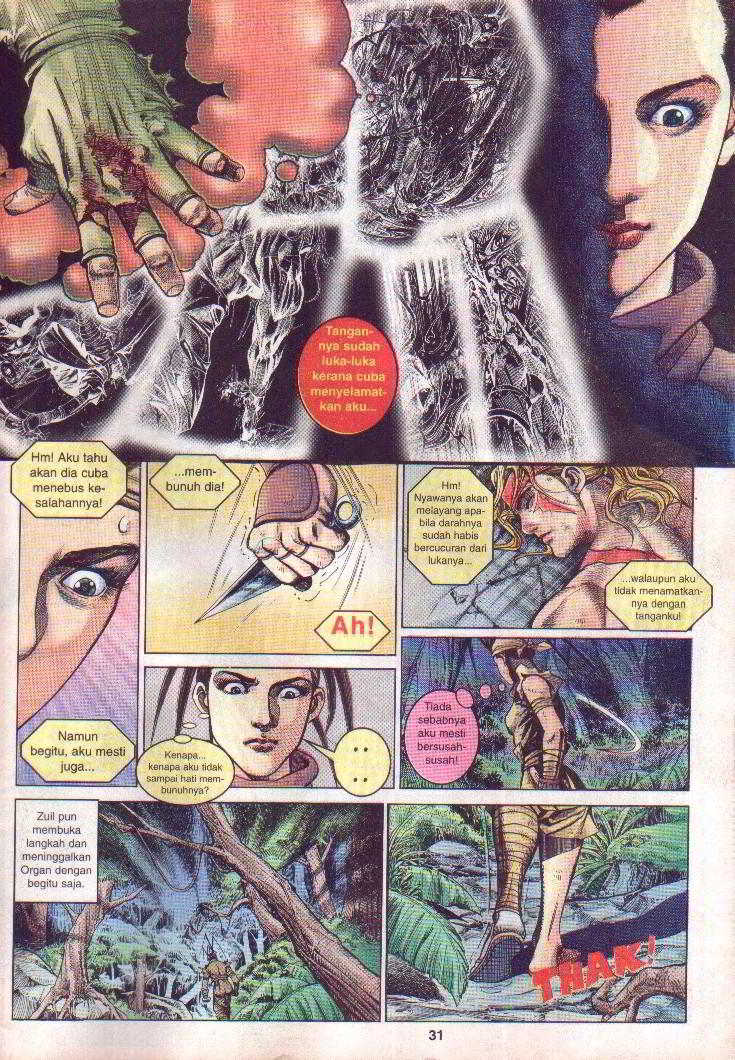 Tangan-
nya sudah
luka-luka
kerana cuba
menyelamat-
kan aku...
Hm! Aku tahu
akan dia cuba
menebus ke-
salahannya!
Namun
begitu, aku mesti
juga...
...mem-
bunuh dia!
Ah!
Hm!
Nyawanya akan
melayang apa-
bila darahnya
sudah habis
bercucuran dari
lukanya...
...walaupun aku
tidak menamatkan-
nya dengan
tanganku!
Kenapa...
kenapa aku tidak
sampai hati mem-
bunuhnya?
. .
. .
Tiada
sebabnya
aku mesti
bersusah-
susah!
Zuil pun
membuka
langkah dan
meninggalkan
Organ dengan
begitu saja.
THAK!
31